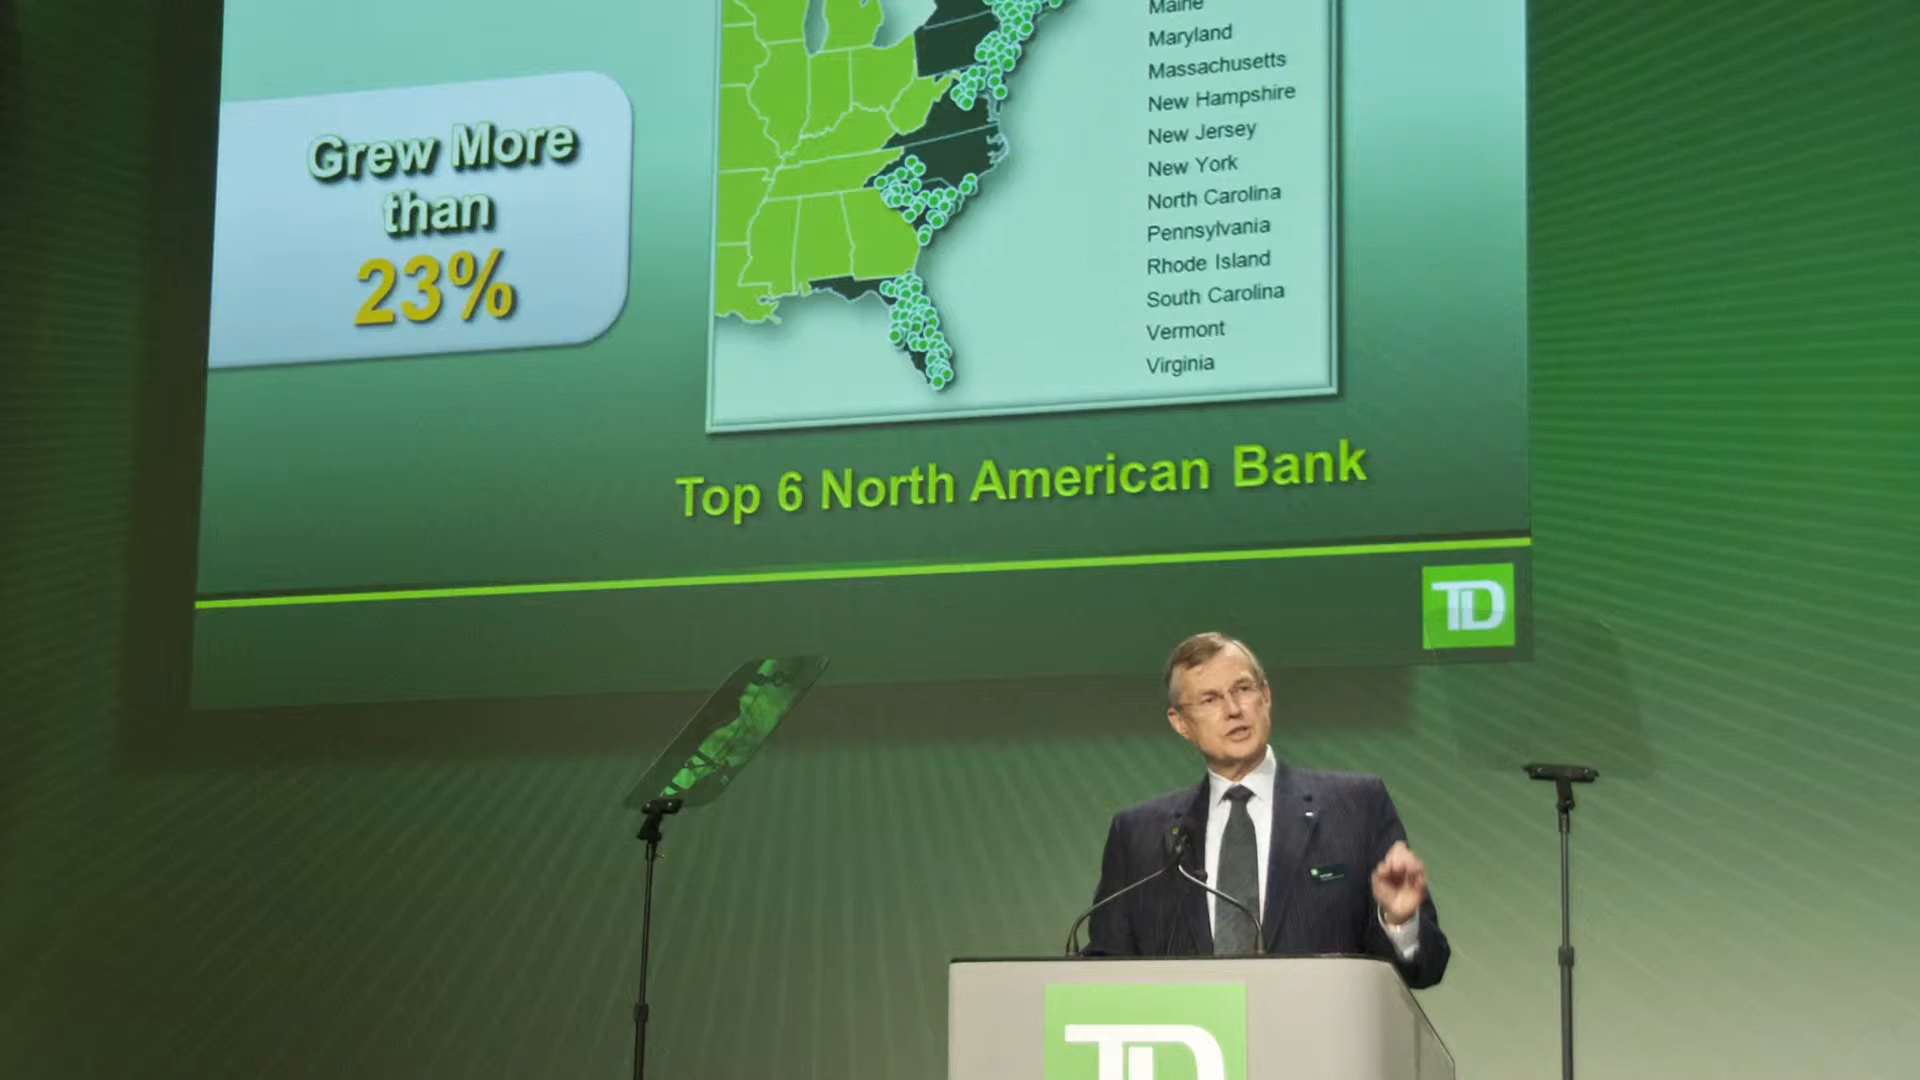 Grew More
than
23%
Maine
Maryland
Massachusetts
New Hampshire
New Jersey
New York
North Carolina
Pennsylvania
Rhode Island
South Carolina
Vermont
Virginia
Top 6 North American Bank
TD
TD